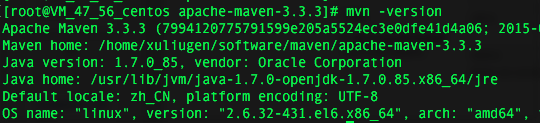 [root@VM_47_56_centos apache-maven-3.3.3]# mvn -version
Apache Maven 3.3.3 (7994120775791599e205a5524ec3e0dfe41d4a06; 2015-
Maven home: /home/xuliugen/software/maven/apache-maven-3.3.3
Java version: 1.7.0_85, vendor: Oracle Corporation
Java home: /usr/lib/jvm/java-1.7.0-openjdk-1.7.0.85.x86_64/jre
Default locale: zh_CN, platform encoding: UTF-8
OS name: "linux", version: "2.6.32-431.el6.x86_64", arch: "amd64",